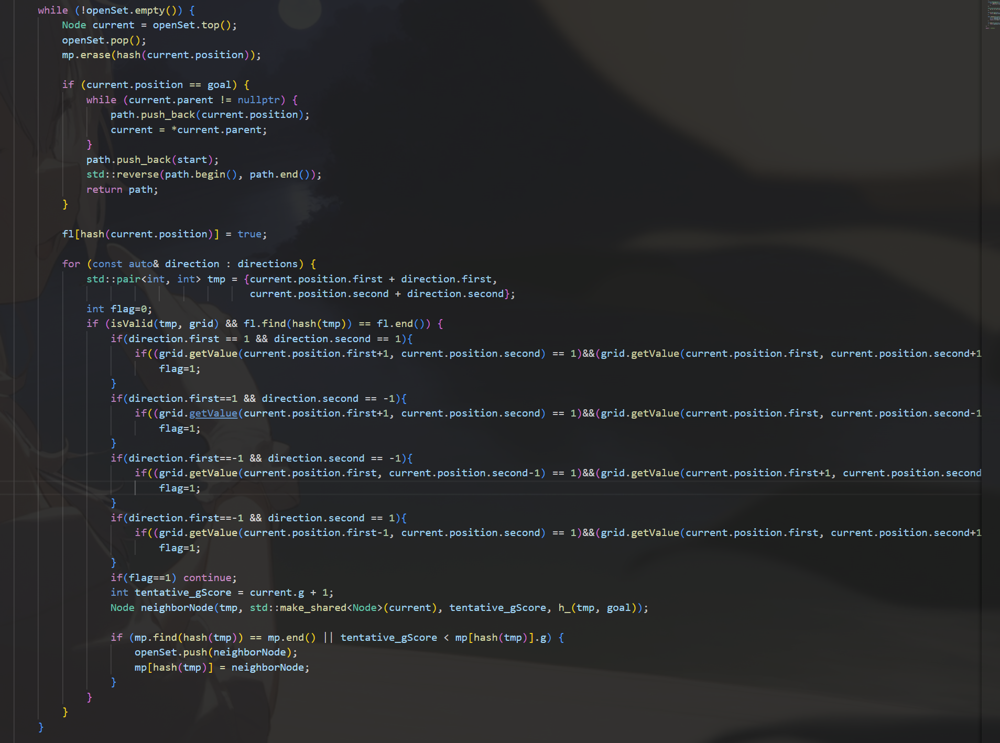 while (!openSet.empty()) {
Node current = openSet.top();
openSet.pop();
mp.erase(hash(current.position));
if (current.position == goal) {
while (current.parent != nullptr) {
path.push_back(current.position);
current = *current.parent;
}
path.push_back(start);
std::reverse(path.begin(), path.end());
return path;
}
fl[hash(current.position)] = true;
for (const auto& direction : directions) {
std::pair<int, int> tmp = {current.position.first + direction.first,
current.position.second + direction.second};
int flag=0;
if (isValid(tmp, grid) && fl.find(hash(tmp)) == fl.end()) {
if(direction.first == 1 && direction.second == 1){
if((grid.getValue(current.position.first+1, current.position.second) == 1)&&(grid.getValue(current.position.first, current.position.second+1
flag=1;
}
if(direction.first==1 && direction.second == -1){
if((grid.getValue(current.position.first+1, current.position.second) == 1)&&(grid.getValue(current.position.first, current.position.second-1
flag=1;
}
if(direction.first==-1 && direction.second == -1){
if((grid.getValue(current.position.first, current.position.second-1) == 1)&&(grid.getValue(current.position.first+1, current.position.second
flag=1;
}
if(direction.first==-1 && direction.second == 1){
if((grid.getValue(current.position.first-1, current.position.second) == 1)&&(grid.getValue(current.position.first, current.position.second+1
flag=1;
}
if(flag==1) continue;
int tentative_gScore = current.g + 1;
Node neighborNode(tmp, std::make_shared<Node>(current), tentative_gScore, h_(tmp, goal));
if (mp.find(hash(tmp)) == mp.end() || tentative_gScore < mp[hash(tmp)].g) {
openSet.push(neighborNode);
mp[hash(tmp)] = neighborNode;
}
}
}
}